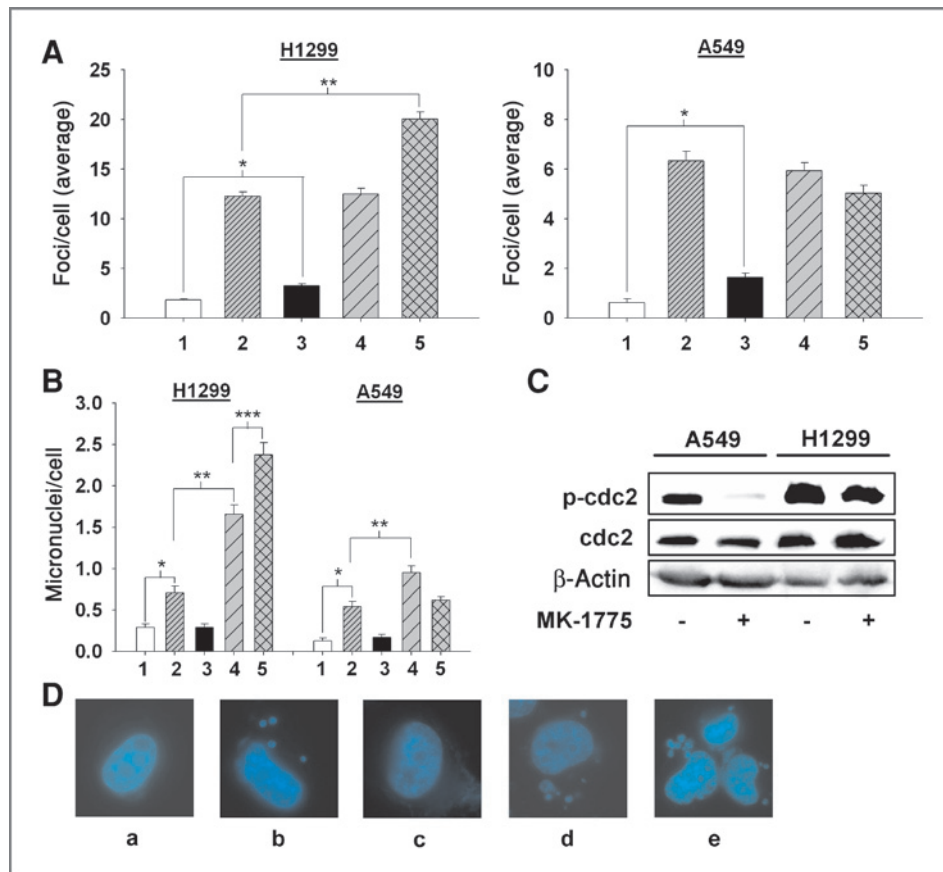 A
H1299
A549
Foci/cell (average)
25
20
15
10
5
0
**
*
1 2 3 4 5
Foci/cell (average)
10
8
6
4
2
0
*
1 2 3 4 5
B
H1299 A549
Micronuclei/cell
3.0
2.5
2.0
1.5
1.0
0.5
0.0
*
**
***
*
**
1 2 3 4 5 1 2 3 4 5
C
A549 H1299
p-cdc2
cdc2
β-Actin
MK-1775 - + - +
D
a b c d e